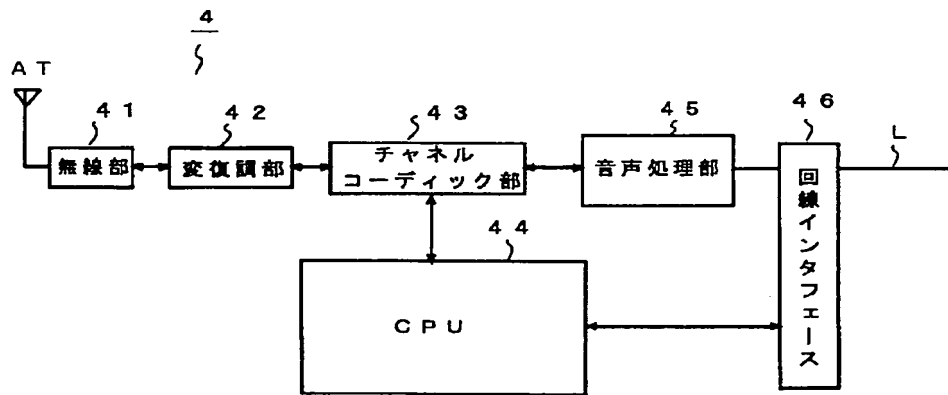 4
AT
41
42
43
45
46
L
無線部
変復調部
チャネル
コーディック部
音声処理部
回線インタフェース
44
CPU